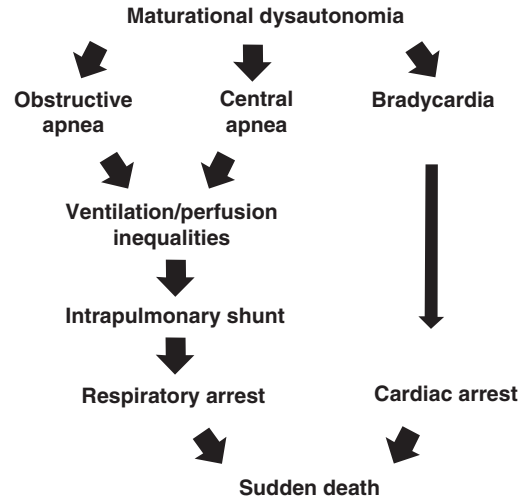 Maturational dysautonomia
Obstructive
apnea
Central
apnea
Bradycardia
Ventilation/perfusion
inequalities
Intrapulmonary shunt
Respiratory arrest
Cardiac arrest
Sudden death